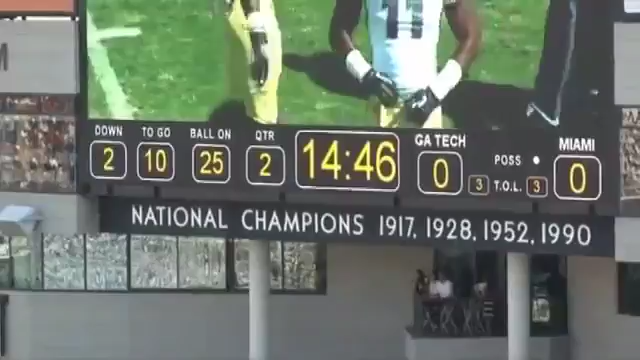 11
DOWN TO GO BALL ON QTR GA TECH MIAMI
2 10 25 2 14:46 0 POSS 0
3 T.O.L. 3
NATIONAL CHAMPIONS 1917, 1928, 1952, 1990